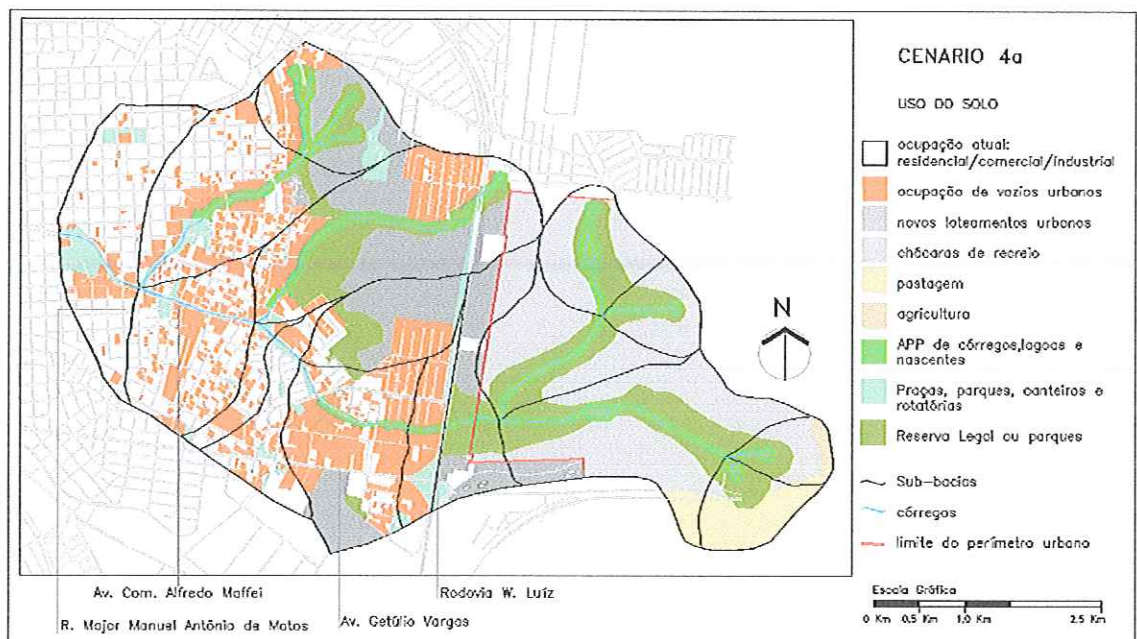 CENARIO 4a
USO DO SOLO
ocupação atual:
residencial/comercial/industrial
ocupação de vazios urbanos
novos loteamentos urbanos
chácaras de recreio
pastagem
agricultura
APP de córregos,lagoas e
nascentes
Praças, parques, canteiros e
rotatórias
Reserva Legal ou parques
Sub-bacias
córregos
limite do perímetro urbano
Escala Gráfica
0 Km 0.5 Km 1.0 Km 2.5 Km
N
Av. Com. Alfredo Maffei
Rodovia W. Luíz
R. Major Manuel Antônio de Matos
Av. Getúlio Vargas